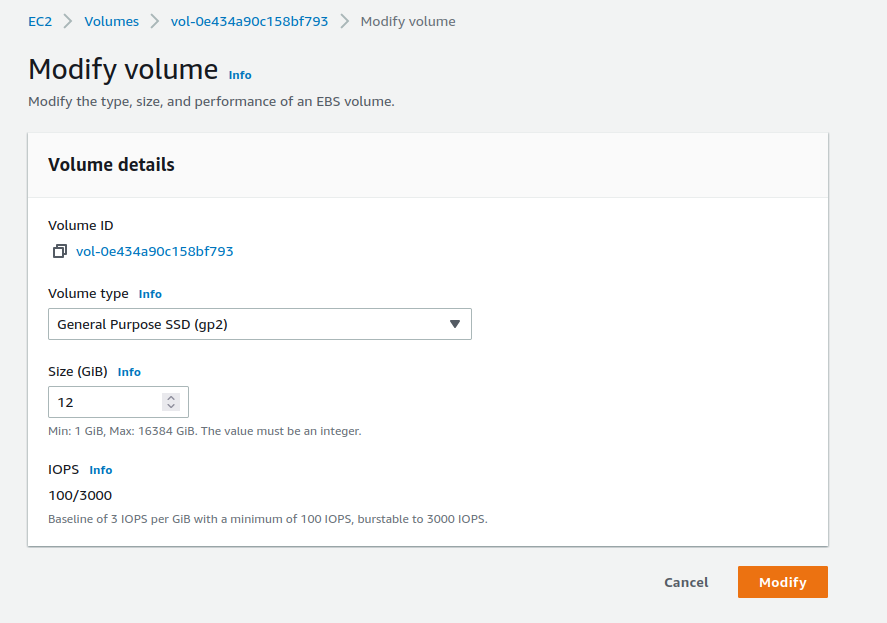 EC2 > Volumes > vol-0e434a90c158bf793 > Modify volume
Modify volume Info
Modify the type, size, and performance of an EBS volume.
Volume details
Volume ID
vol-0e434a90c158bf793
Volume type Info
General Purpose SSD (gp2)
Size (GiB) Info
12
Min: 1 GiB, Max: 16384 GiB. The value must be an integer.
IOPS Info
100/3000
Baseline of 3 IOPS per GiB with a minimum of 100 IOPS, burstable to 3000 IOPS.
Cancel Modify